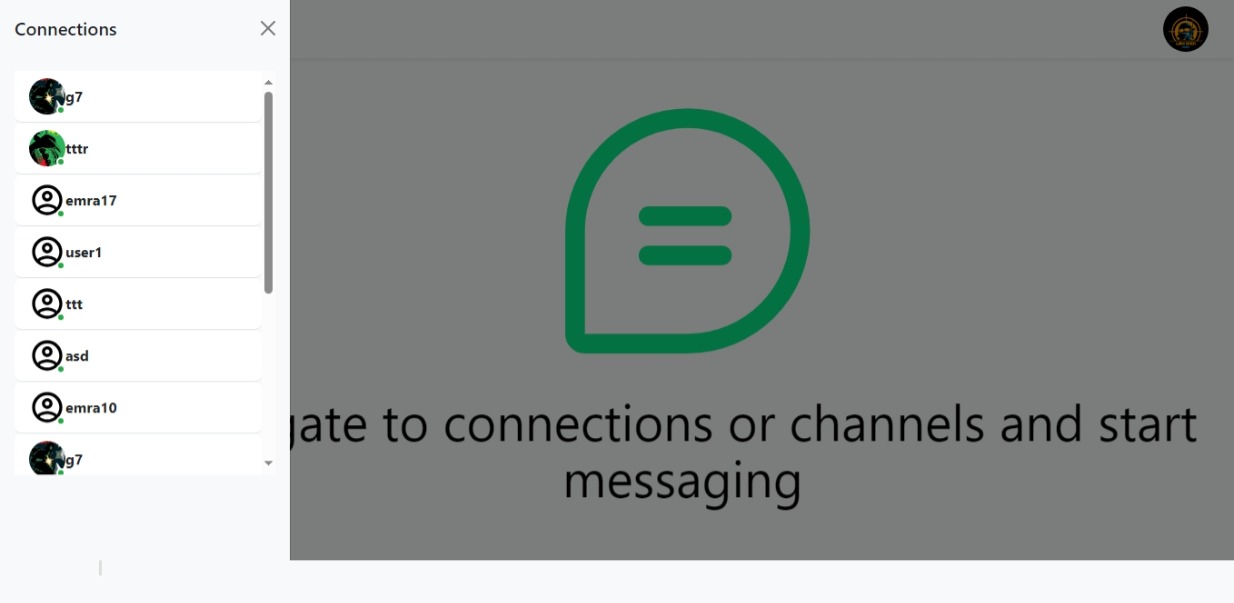 Connections
g7
tttr
emra17
user1
ttt
asd
emra10
g7
gate to connections or channels and start
messaging